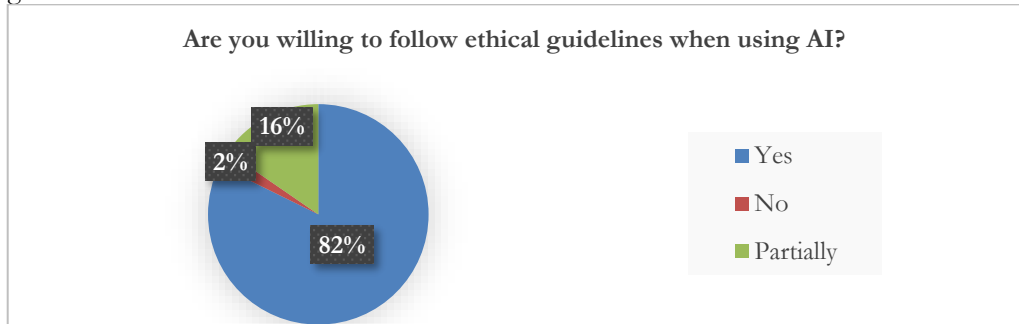 Are you willing to follow ethical guidelines when using AI?
16%
2%
82%
Yes
No
Partially